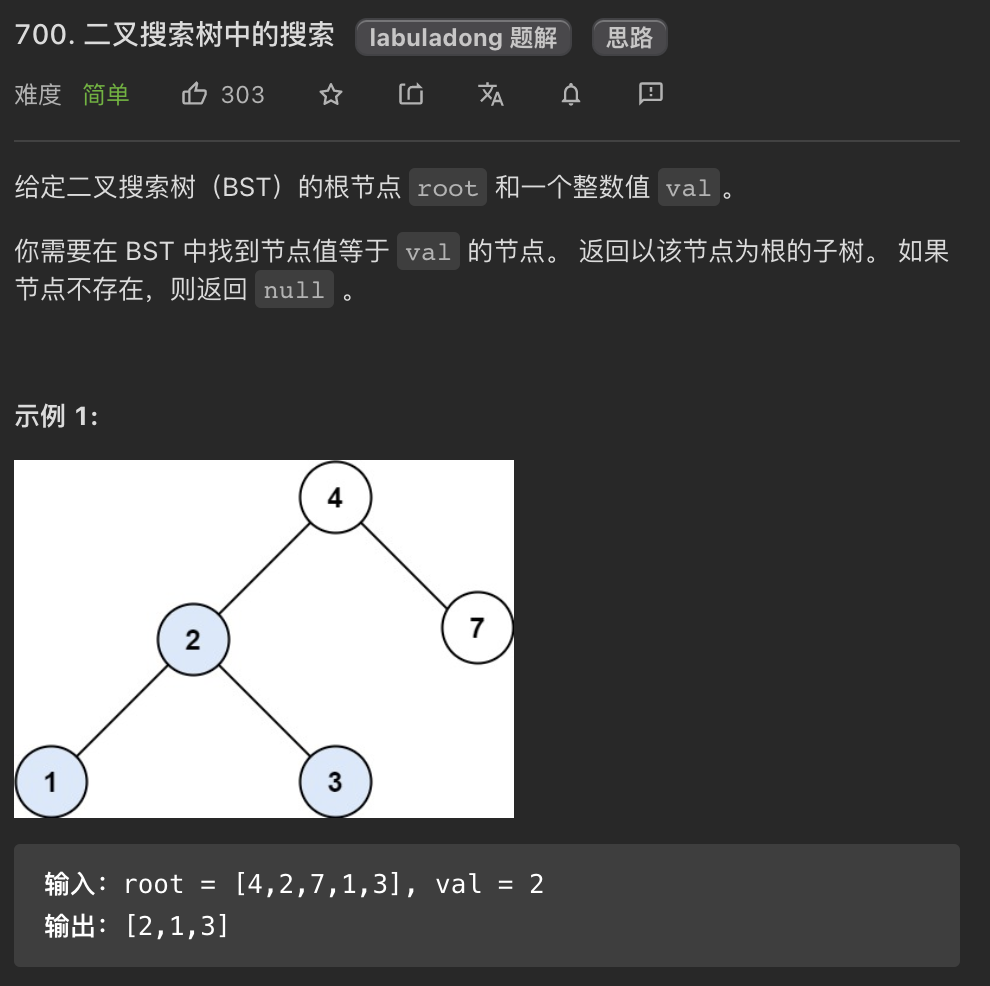 700. 二叉搜索树中的搜索 labuladong 题解 思路
难度 简单 303
给定二叉搜索树（BST）的根节点 root 和一个整数值 val。
你需要在 BST 中找到节点值等于 val 的节点。 返回以该节点为根的子树。 如果
节点不存在，则返回 null 。
示例 1:
4
2
7
1
3
输入：root = [4,2,7,1,3], val = 2
输出：[2,1,3]